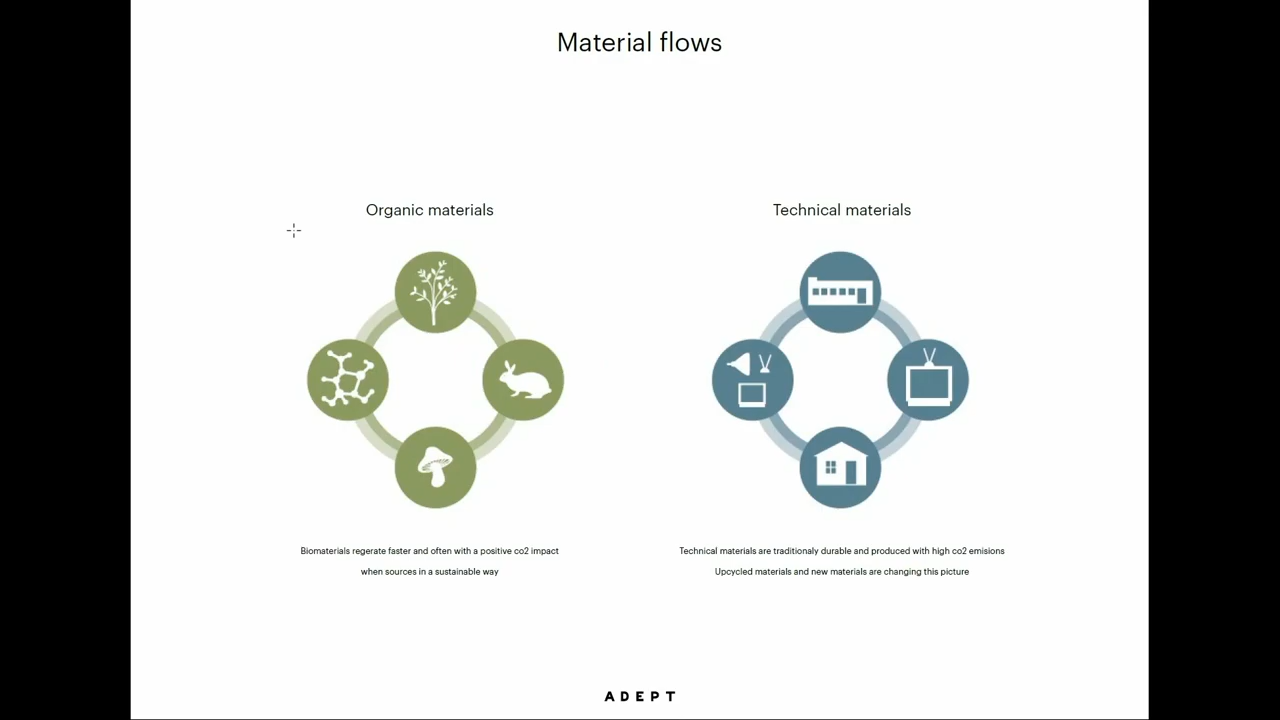 Material flows
Organic materials
Technical materials
Biomaterials regerate faster and often with a positive co2 impact
when sources in a sustainable way
Technical materials are traditionaly durable and produced with high co2 emisions
Upcycled materials and new materials are changing this picture
ADEPT